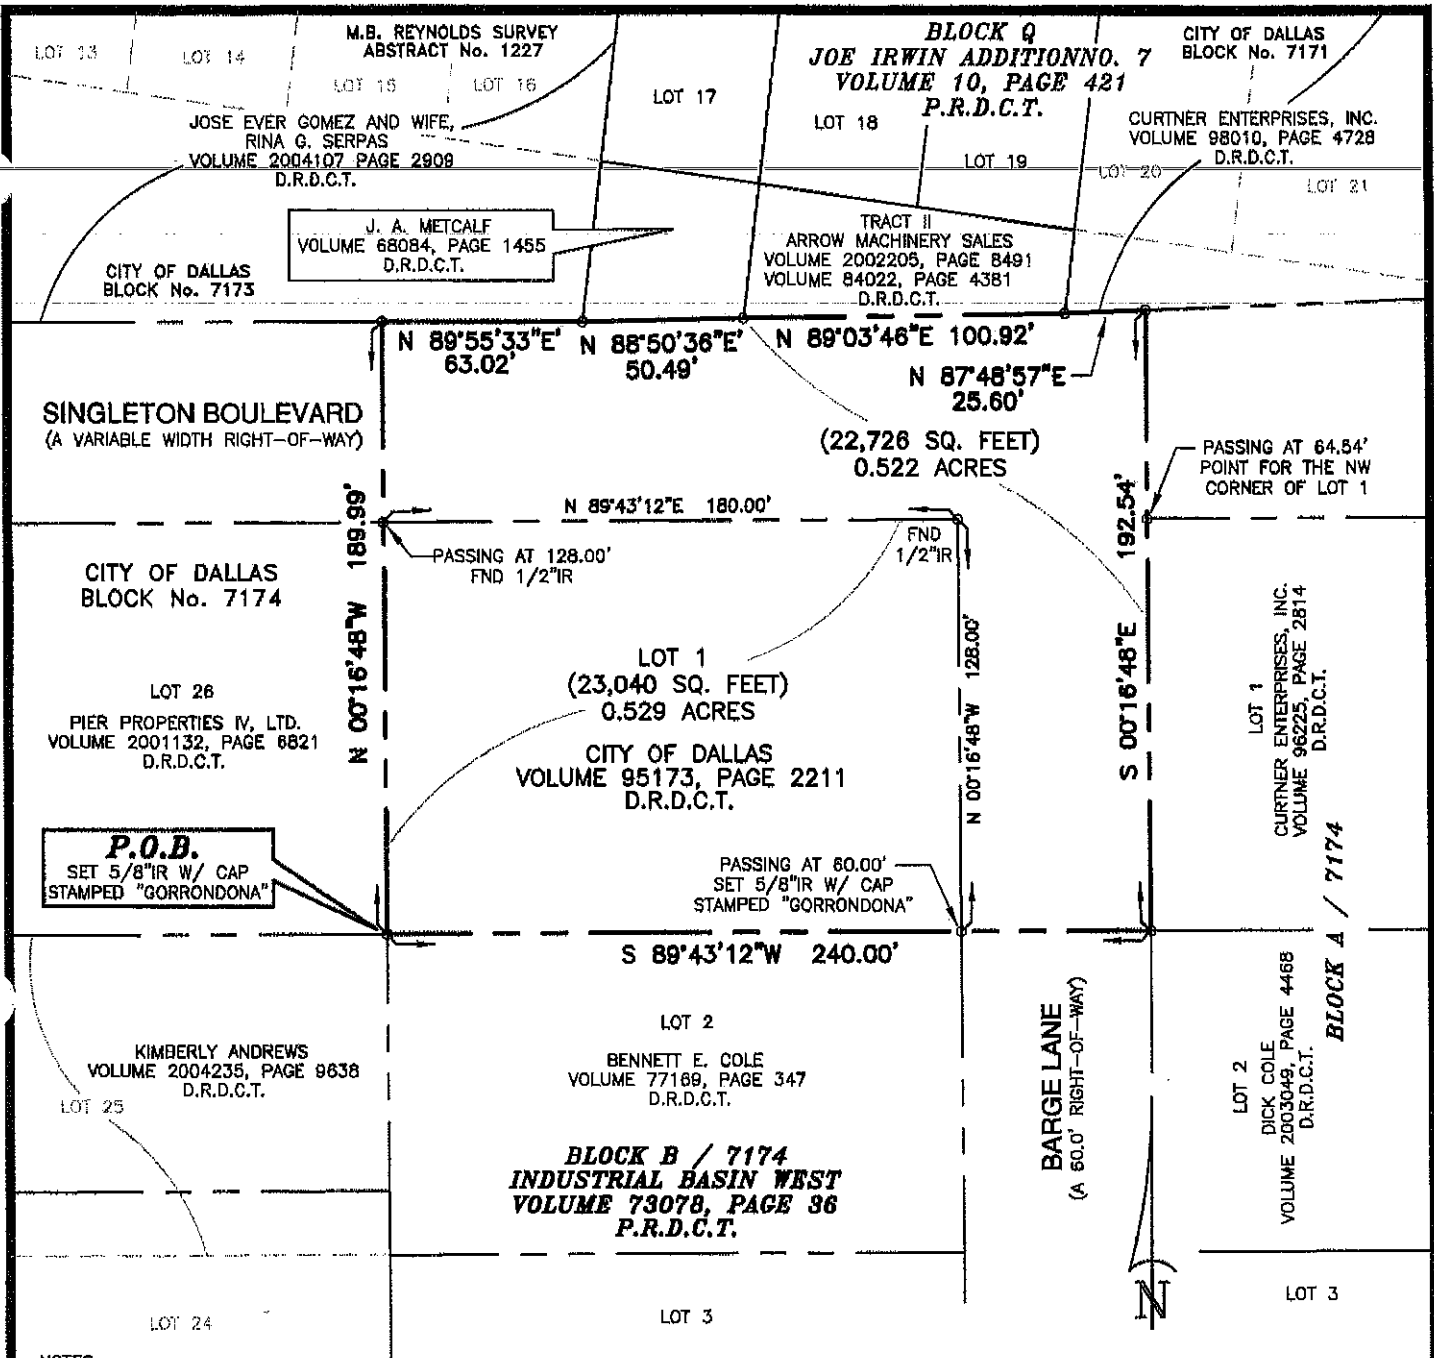 LOT 13
LOT 14
M.B. REYNOLDS SURVEY
ABSTRACT No. 1227
LOT 15
LOT 16
LOT 17
BLOCK Q
JOE IRWIN ADDITIONNO. 7
VOLUME 10, PAGE 421
P.R.D.C.T.
LOT 18
LOT 19
CITY OF DALLAS
BLOCK No. 7171
CURTNER ENTERPRISES, INC.
VOLUME 98010, PAGE 4728
D.R.D.C.T.
LOT 20
LOT 21
JOSE EVER GOMEZ AND WIFE,
RINA G. SERPAS
VOLUME 2004107 PAGE 2909
D.R.D.C.T.
J. A. METCALF
VOLUME 68084, PAGE 1455
D.R.D.C.T.
TRACT II
ARROW MACHINERY SALES
VOLUME 2002205, PAGE 8491
VOLUME 84022, PAGE 4381
D.R.D.C.T.
CITY OF DALLAS
BLOCK No. 7173
N 89°55'33"E
63.02'
N 88°50'36"E
50.49'
N 89°03'46"E 100.92'
N 87°48'57"E
25.60'
SINGLETON BOULEVARD
(A VARIABLE WIDTH RIGHT-OF-WAY)
(22,726 SQ. FEET)
0.522 ACRES
PASSING AT 64.54'
POINT FOR THE NW
CORNER OF LOT 1
N 00°16'48"W 189.99'
N 89°43'12"E 180.00'
PASSING AT 128.00'
FND 1/2"IR
FND
1/2"IR
S 00°16'48"E 192.54'
CITY OF DALLAS
BLOCK No. 7174
N 00°16'48"W 128.00'
LOT 1
(23,040 SQ. FEET)
0.529 ACRES
CITY OF DALLAS
VOLUME 95173, PAGE 2211
D.R.D.C.T.
LOT 26
PIER PROPERTIES IV, LTD.
VOLUME 2001132, PAGE 6821
D.R.D.C.T.
LOT 1
CURTNER ENTERPRISES, INC.
VOLUME 96225, PAGE 2814
D.R.D.C.T.
BLOCK A / 7174
P.O.B.
SET 5/8"IR W/ CAP
STAMPED "GORRONDONA"
PASSING AT 60.00'
SET 5/8"IR W/ CAP
STAMPED "GORRONDONA"
S 89°43'12"W 240.00'
LOT 2
BENNETT E. COLE
VOLUME 77169, PAGE 347
D.R.D.C.T.
KIMBERLY ANDREWS
VOLUME 2004235, PAGE 9638
D.R.D.C.T.
LOT 25
BARGE LANE
(A 60.0' RIGHT-OF-WAY)
LOT 2
DICK COLE
VOLUME 2003049, PAGE 4468
D.R.D.C.T.
BLOCK B / 7174
INDUSTRIAL BASIN WEST
VOLUME 73078, PAGE 36
P.R.D.C.T.
N
LOT 24
LOT 3
LOT 3